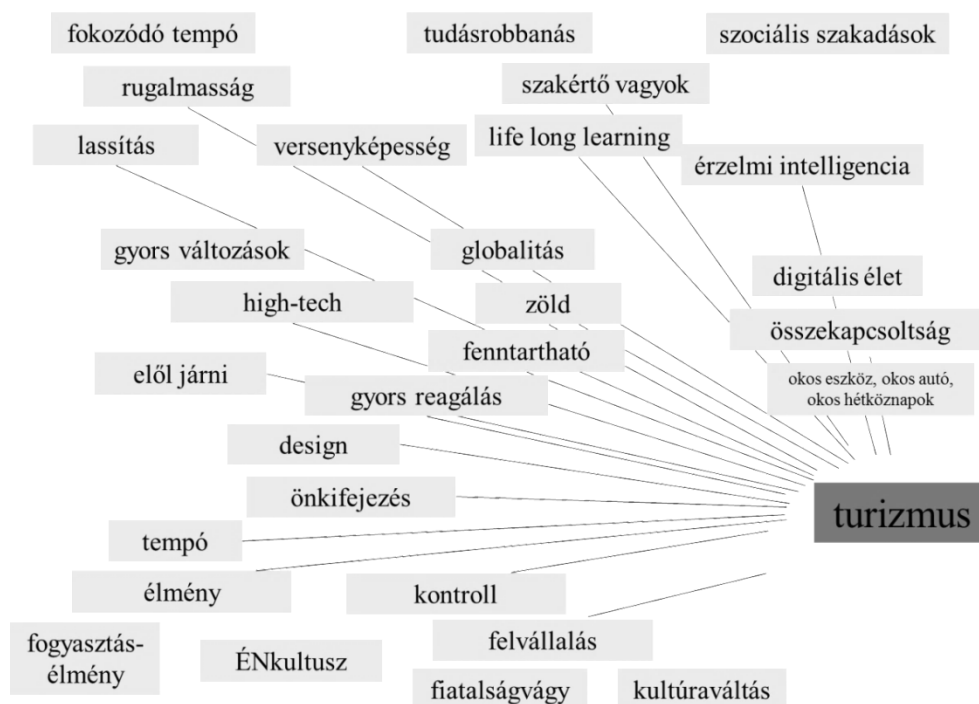 fokozódó tempó
tudásrobbanás
szociális szakadások
rugalmasság
szakértő vagyok
lassítás
versenyképesség
life long learning
érzelmi intelligencia
gyors változások
globalitás
digitális élet
high-tech
zöld
összekapcsoltság
fenntartható
elől járni
gyors reagálás
okos eszköz, okos autó,
okos hétköznapok
design
önkifejezés
turizmus
tempó
élmény
kontroll
fogyasztás-
élmény
ÉNkultusz
felvállalás
fiatalságvágy
kultúraváltás